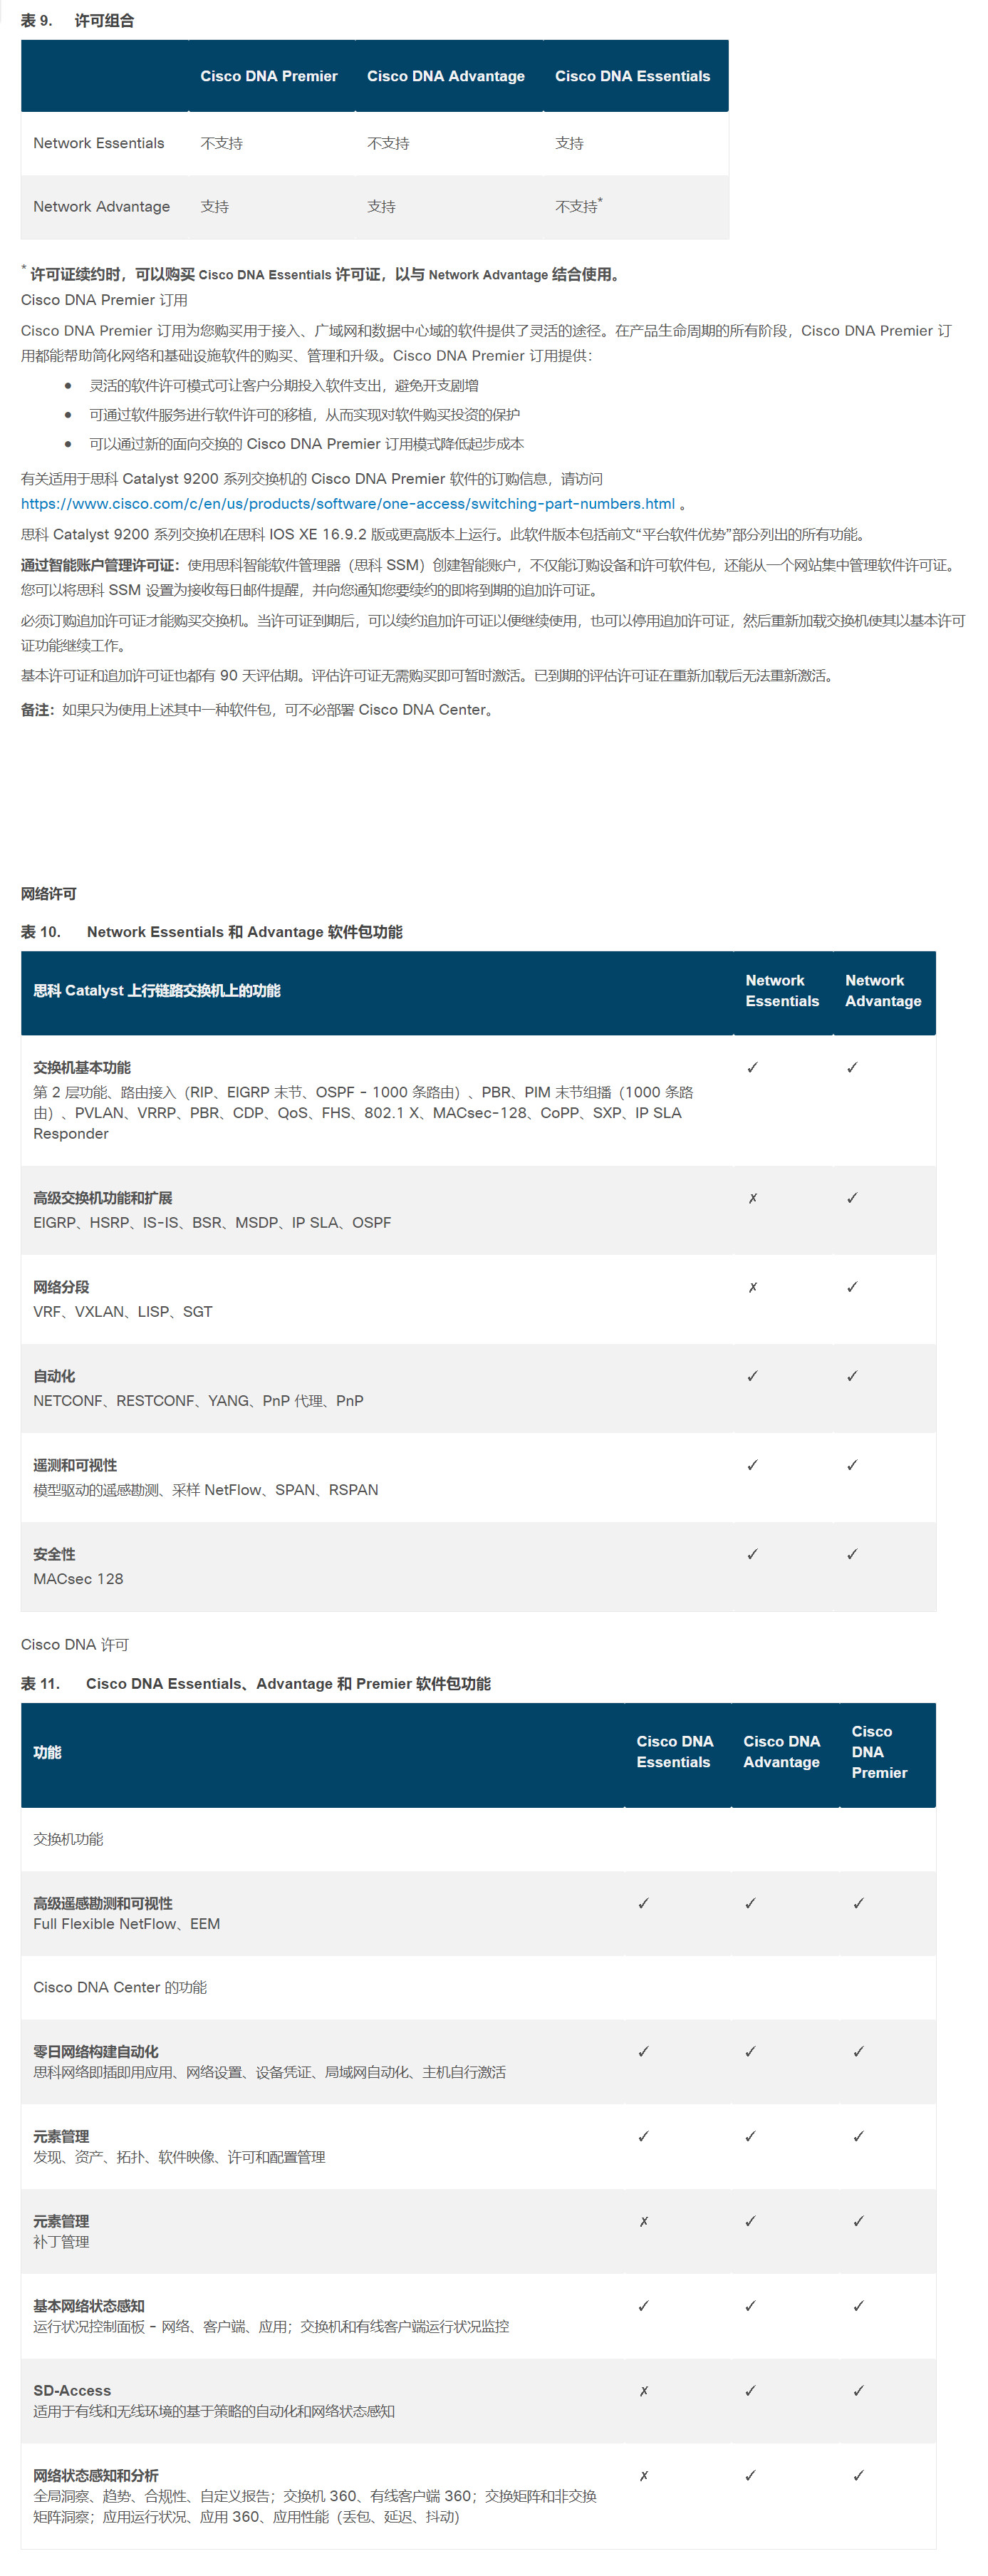 表 9. 许可组合
Cisco DNA Premier Cisco DNA Advantage Cisco DNA Essentials
Network Essentials 不支持 不支持 支持
Network Advantage 支持 支持 不支持*
* 许可证续约时，可以购买 Cisco DNA Essentials 许可证，以与 Network Advantage 结合使用。
Cisco DNA Premier 订用
Cisco DNA Premier 订用为您购买用于接入、广域网和数据中心域的软件提供了灵活的途径。在产品生命周期的所有阶段，Cisco DNA Premier 订
用都能帮助简化网络和基础设施软件的购买、管理和升级。Cisco DNA Premier 订用提供：
● 灵活的软件许可模式可让客户分期投入软件支出，避免开支剧增
● 可通过软件服务进行软件许可的移植，从而实现对软件购买投资的保护
● 可以通过新的面向交换的 Cisco DNA Premier 订用模式降低起步成本
有关适用于思科 Catalyst 9200 系列交换机的 Cisco DNA Premier 软件的订购信息，请访问
https://www.cisco.com/c/en/us/products/software/one-access/switching-part-numbers.html 。
思科 Catalyst 9200 系列交换机在思科 IOS XE 16.9.2 版或更高版本上运行。此软件版本包括前文“平台软件优势”部分列出的所有功能。
通过智能账户管理许可证：使用思科智能软件管理器（思科 SSM）创建智能账户，不仅能订购设备和许可软件包，还能从一个网站集中管理软件许可证。
您可以将思科 SSM 设置为接收每日邮件提醒，并向您通知您要续约的即将到期的追加许可证。
必须订购追加许可证才能购买交换机。当许可证到期后，可以续约追加许可证以便继续使用，也可以停用追加许可证，然后重新加载交换机使其以基本许可
证功能继续工作。
基本许可证和追加许可证也都有 90 天评估期。评估许可证无需购买即可暂时激活。已到期的评估许可证在重新加载后无法重新激活。
备注：如果只为使用上述其中一种软件包，可不必部署 Cisco DNA Center。
网络许可
表 10. Network Essentials 和 Advantage 软件包功能
思科 Catalyst 上行链路交换机上的功能 Network Essentials Network Advantage
交换机基本功能 ✓ ✓
第 2 层功能、路由接入（RIP、EIGRP 末节、OSPF - 1000 条路由）、PBR、PIM 末节组播（1000 条路
由）、PVLAN、VRRP、PBR、CDP、QoS、FHS、802.1 X、MACsec-128、CoPP、SXP、IP SLA
Responder
高级交换机功能和扩展 ✗ ✓
EIGRP、HSRP、IS-IS、BSR、MSDP、IP SLA、OSPF
网络分段 ✗ ✓
VRF、VXLAN、LISP、SGT
自动化 ✓ ✓
NETCONF、RESTCONF、YANG、PnP 代理、PnP
遥测和可视性 ✓ ✓
模型驱动的遥感勘测、采样 NetFlow、SPAN、RSPAN
安全性 ✓ ✓
MACsec 128
Cisco DNA 许可
表 11. Cisco DNA Essentials、Advantage 和 Premier 软件包功能
功能 Cisco DNA Essentials Cisco DNA Advantage Cisco DNA Premier
交换机功能
高级遥感勘测和可视性 ✓ ✓ ✓
Full Flexible NetFlow、EEM
Cisco DNA Center 的功能
零日网络构建自动化 ✓ ✓ ✓
思科网络即插即用应用、网络设置、设备凭证、局域网自动化、主机自行激活
元素管理 ✓ ✓ ✓
发现、资产、拓扑、软件映像、许可和配置管理
元素管理 ✗ ✓ ✓
补丁管理
基本网络状态感知 ✓ ✓ ✓
运行状况控制面板 - 网络、客户端、应用；交换机和有线客户端运行状况监控
SD-Access ✗ ✓ ✓
适用于有线和无线环境的基于策略的自动化和网络状态感知
网络状态感知和分析 ✗ ✓ ✓
全局洞察、趋势、合规性、自定义报告；交换机 360、有线客户端 360；交换矩阵和非交换
矩阵洞察；应用运行状况、应用 360、应用性能（丢包、延迟、抖动）